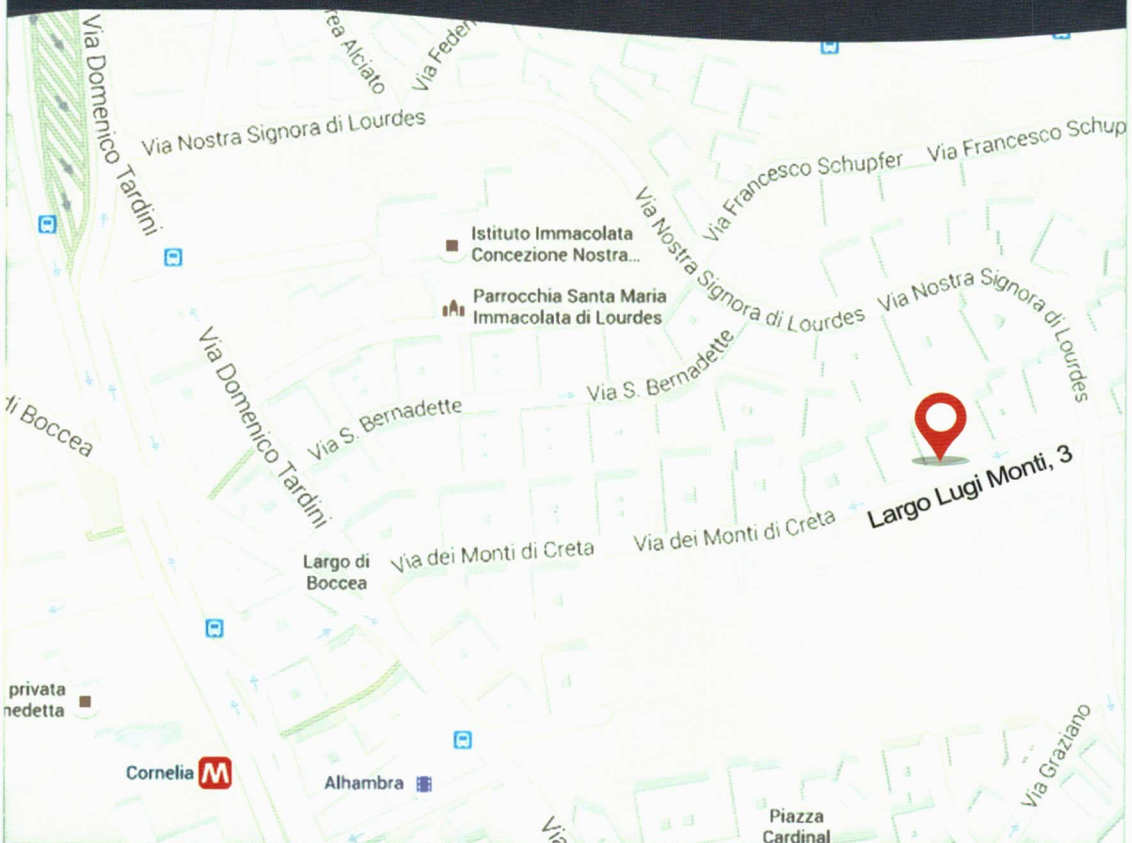 Via Domenico Tardini
rea Alciato
Via Feder
Via Nostra Signora di Lourdes
Via Francesco Schupfer
Via Francesco Schup
Istituto Immacolata
Concezione Nostra...
Via Nostra Signora di Lourdes
Via Nostra Signora di Lourdes
Parrocchia Santa Maria
Immacolata di Lourdes
Via Domenico Tardini
Via S. Bernadette
Via S. Bernadette
di Boccea
Largo Lugi Monti, 3
Via dei Monti di Creta
Via dei Monti di Creta
Largo di
Boccea
privata
nedetta
Cornelia M
Alhambra
Via Graziano
Piazza
Cardinal
Via